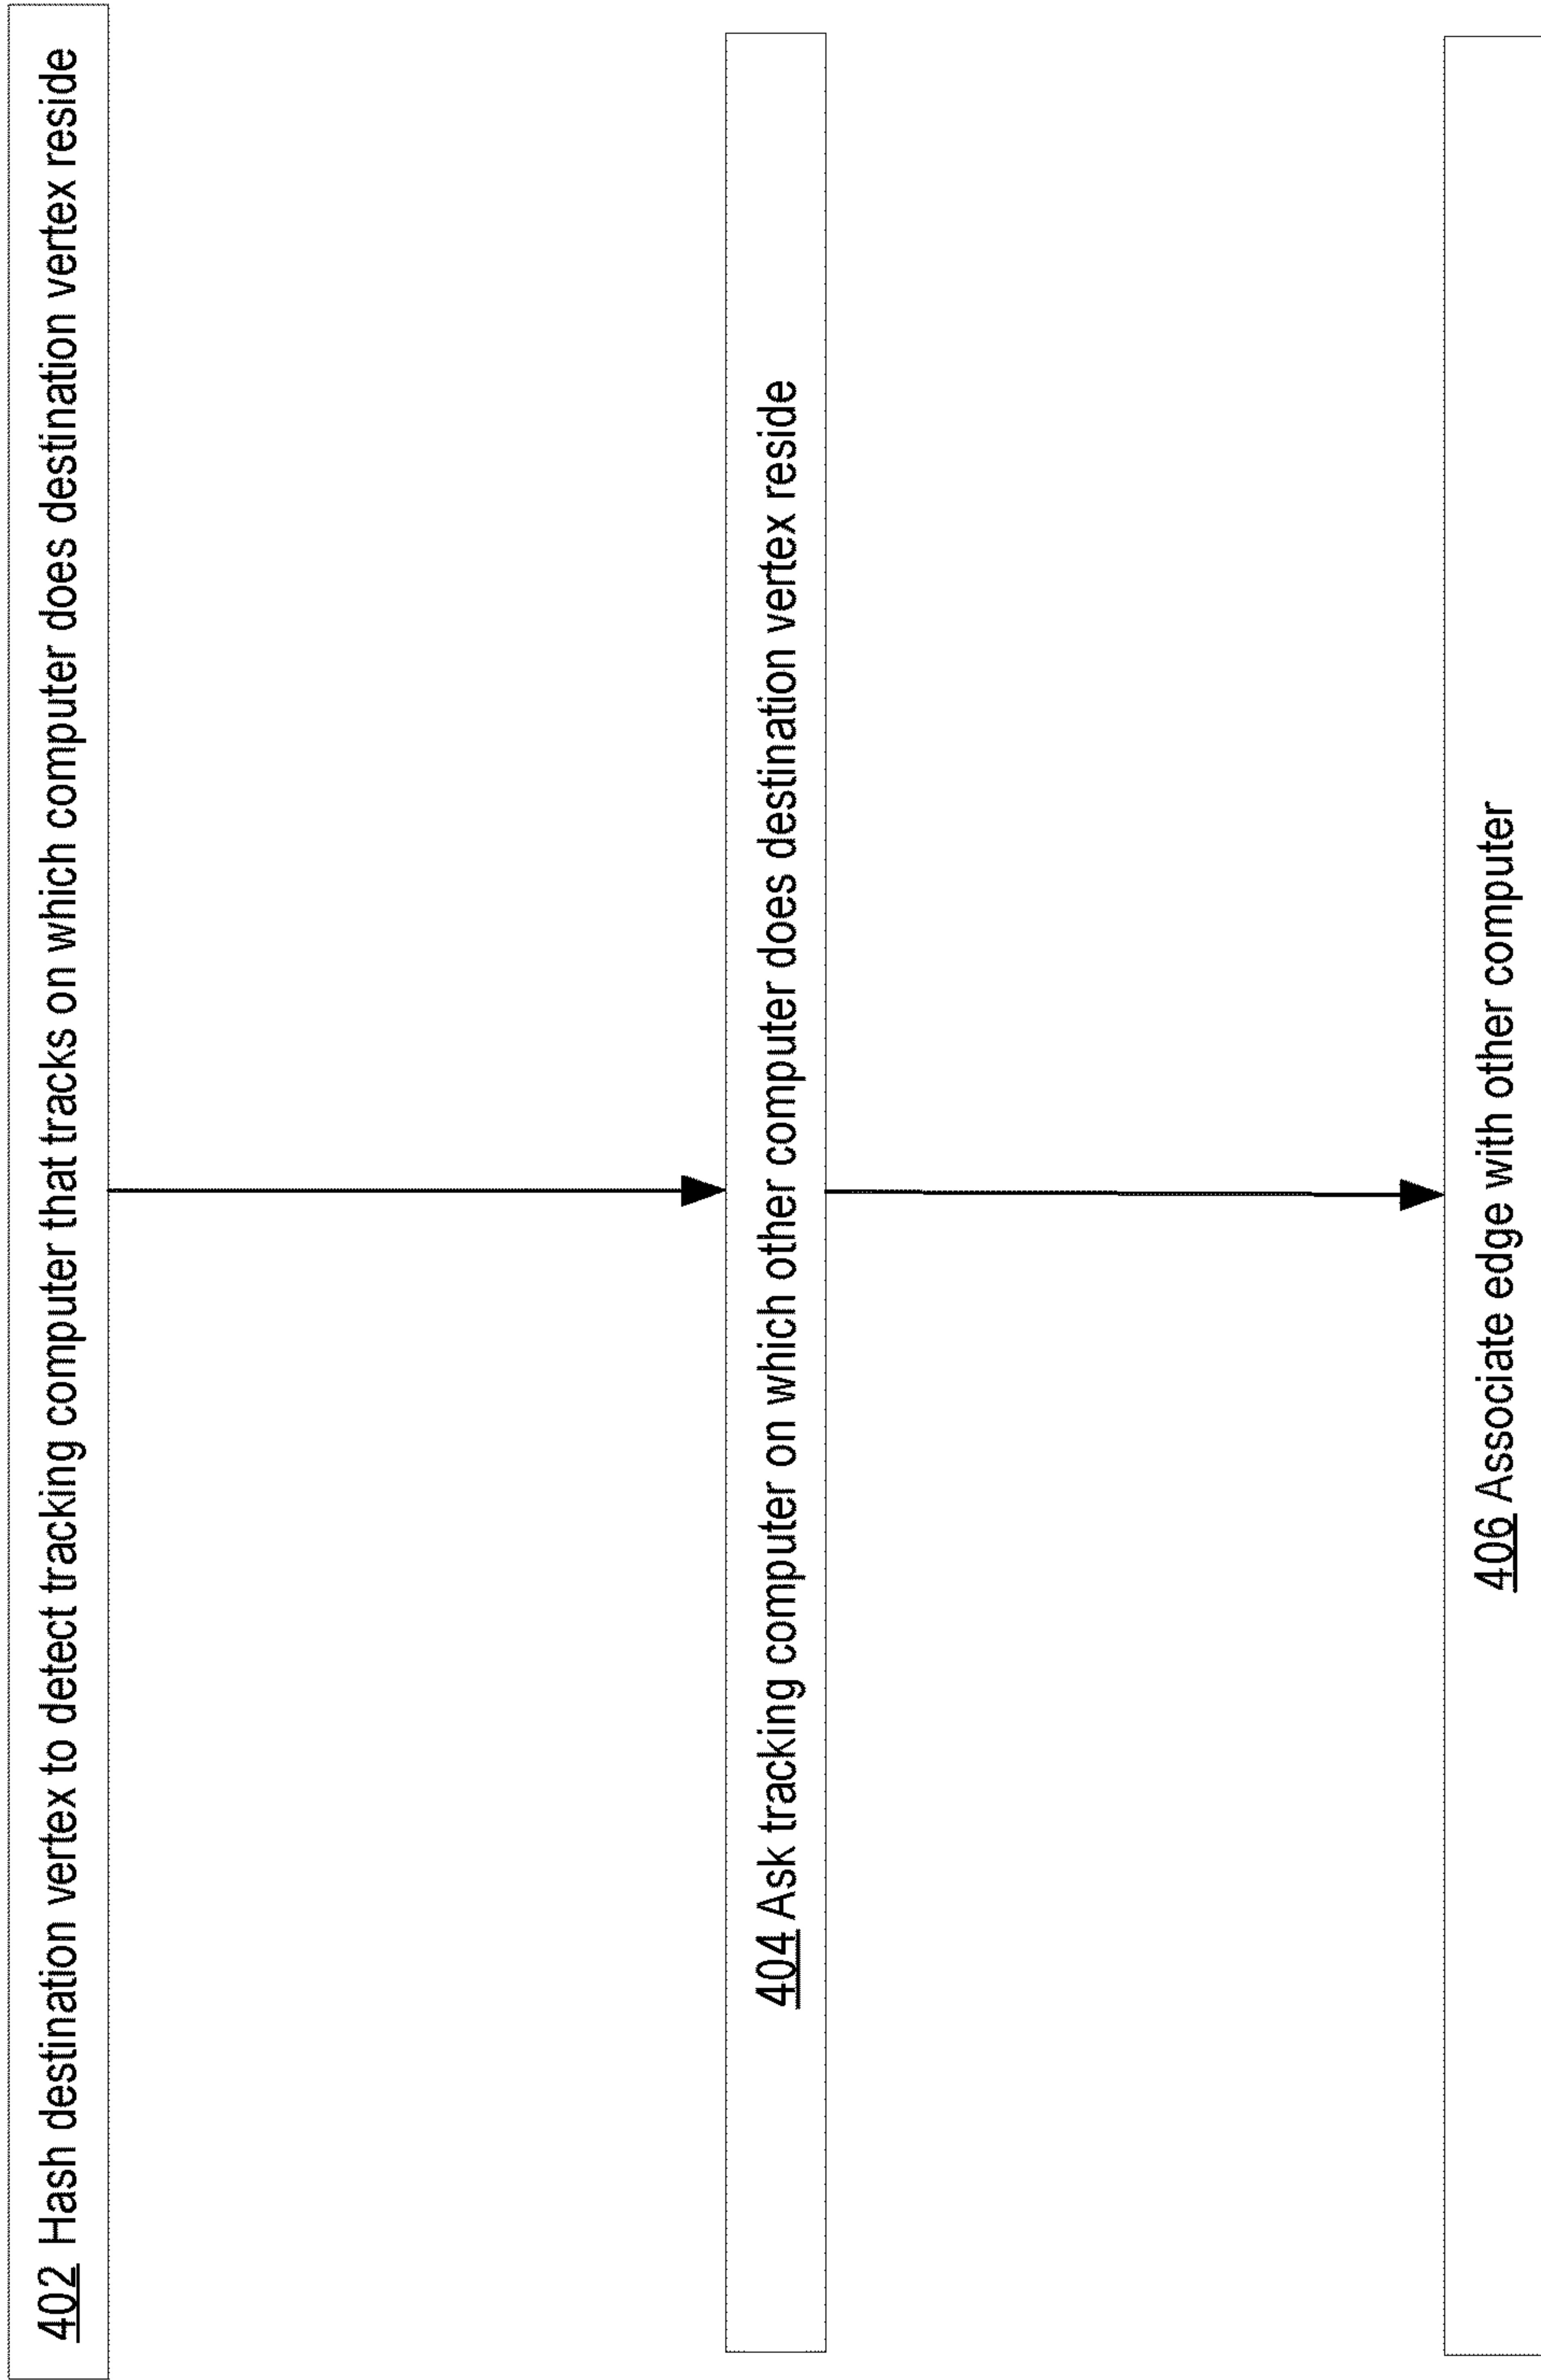 402 Hash destination vertex to detect tracking computer that tracks on which computer does destination vertex reside
404 Ask tracking computer on which other computer does destination vertex reside
406 Associate edge with other computer